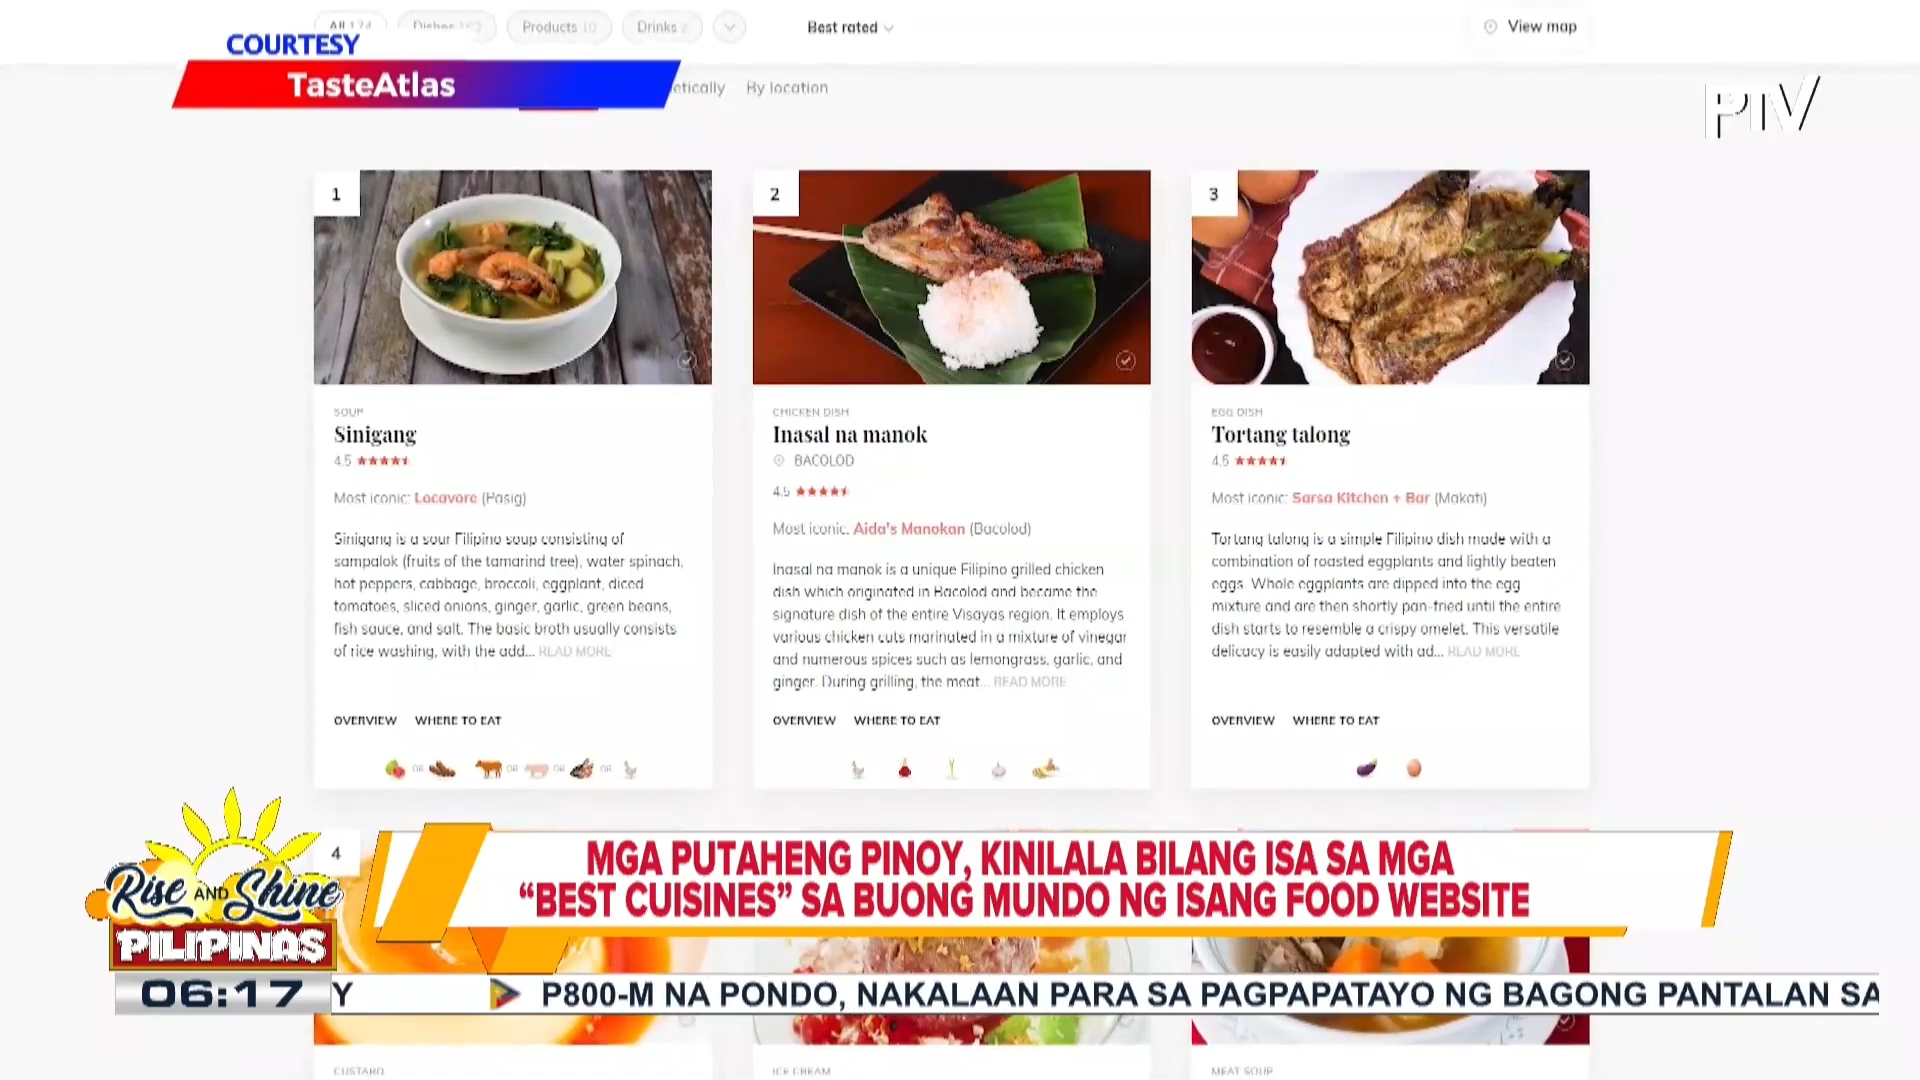 All 174
Dishes
Products 10
Drinks 2
Best rated
View map
COURTESY
TasteAtlas
etically
By location
PTV
1
SOUP
Sinigang
4.5
Most iconic: Locavore (Pasig)
Sinigang is a sour Filipino soup consisting of
sampalok (fruits of the tamarind tree), water spinach,
hot peppers, cabbage, broccoli, eggplant, diced
tomatoes, sliced onions, ginger, garlic, green beans,
fish sauce, and salt. The basic broth usually consists
of rice washing, with the add... READ MORE
OVERVIEW WHERE TO EAT
OR OR OR OR
2
CHICKEN DISH
Inasal na manok
BACOLOD
4.5
Most iconic: Aida's Manokan (Bacolod)
Inasal na manok is a unique Filipino grilled chicken
dish which originated in Bacolod and became the
signature dish of the entire Visayas region. It employs
various chicken cuts marinated in a mixture of vinegar
and numerous spices such as lemongrass, garlic, and
ginger. During grilling, the meat... READ MORE
OVERVIEW WHERE TO EAT
3
EGG DISH
Tortang talong
4.5
Most iconic: Sarsa Kitchen + Bar (Makati)
Tortang talong is a simple Filipino dish made with a
combination of roasted eggplants and lightly beaten
eggs. Whole eggplants are dipped into the egg
mixture and are then shortly pan-fried until the entire
dish starts to resemble a crispy omelet. This versatile
delicacy is easily adapted with ad... READ MORE
OVERVIEW WHERE TO EAT
4
MGA PUTAHENG PINOY, KINILALA BILANG ISA SA MGA
“BEST CUISINES” SA BUONG MUNDO NG ISANG FOOD WEBSITE
Rise AND Shine
PILIPINAS
06:17
Y P800-M NA PONDO, NAKALAAN PARA SA PAGPAPATAYO NG BAGONG PANTALAN SA
CUSTARD
ICE CREAM
MEAT SOUP